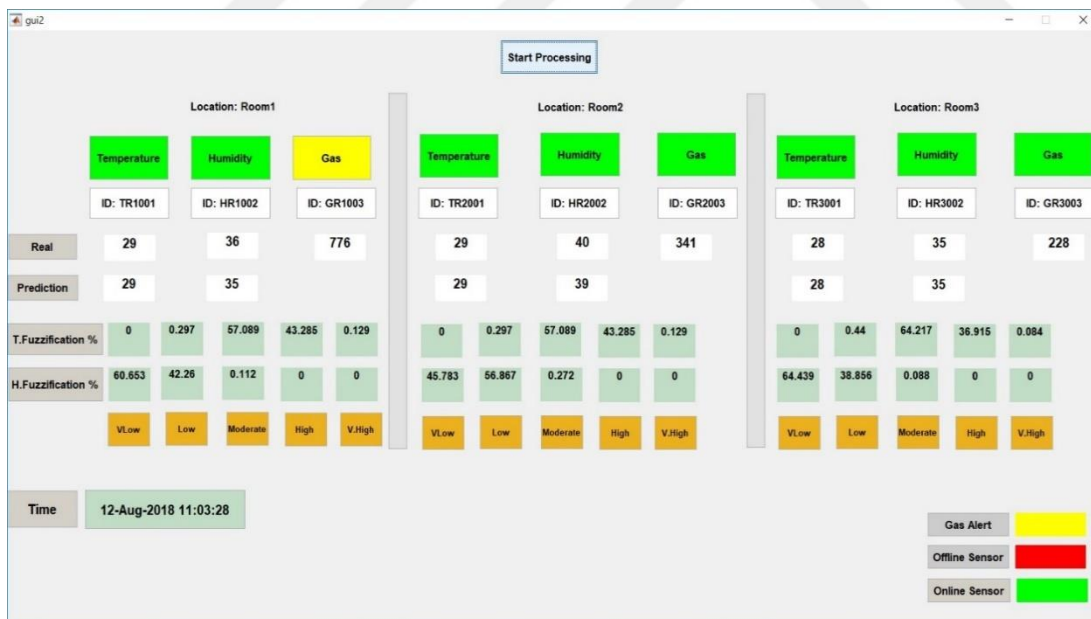 gui2
Start Processing
Location: Room1
Location: Room2
Location: Room3
Temperature Humidity Gas Temperature Humidity Gas Temperature Humidity Gas
ID: TR1001 ID: HR1002 ID: GR1003 ID: TR2001 ID: HR2002 ID: GR2003 ID: TR3001 ID: HR3002 ID: GR3003
Real 29 36 776 29 40 341 28 35 228
Prediction 29 35 29 39 28 35
T.Fuzzification % 0 0.297 57.089 43.285 0.129 0 0.297 57.089 43.285 0.129 0 0.44 64.217 36.915 0.084
H.Fuzzification % 60.653 42.26 0.112 0 0 45.783 56.867 0.272 0 0 64.439 38.856 0.088 0 0
VLow Low Moderate High V.High VLow Low Moderate High V.High VLow Low Moderate High V.High
Time 12-Aug-2018 11:03:28
Gas Alert
Offline Sensor
Online Sensor